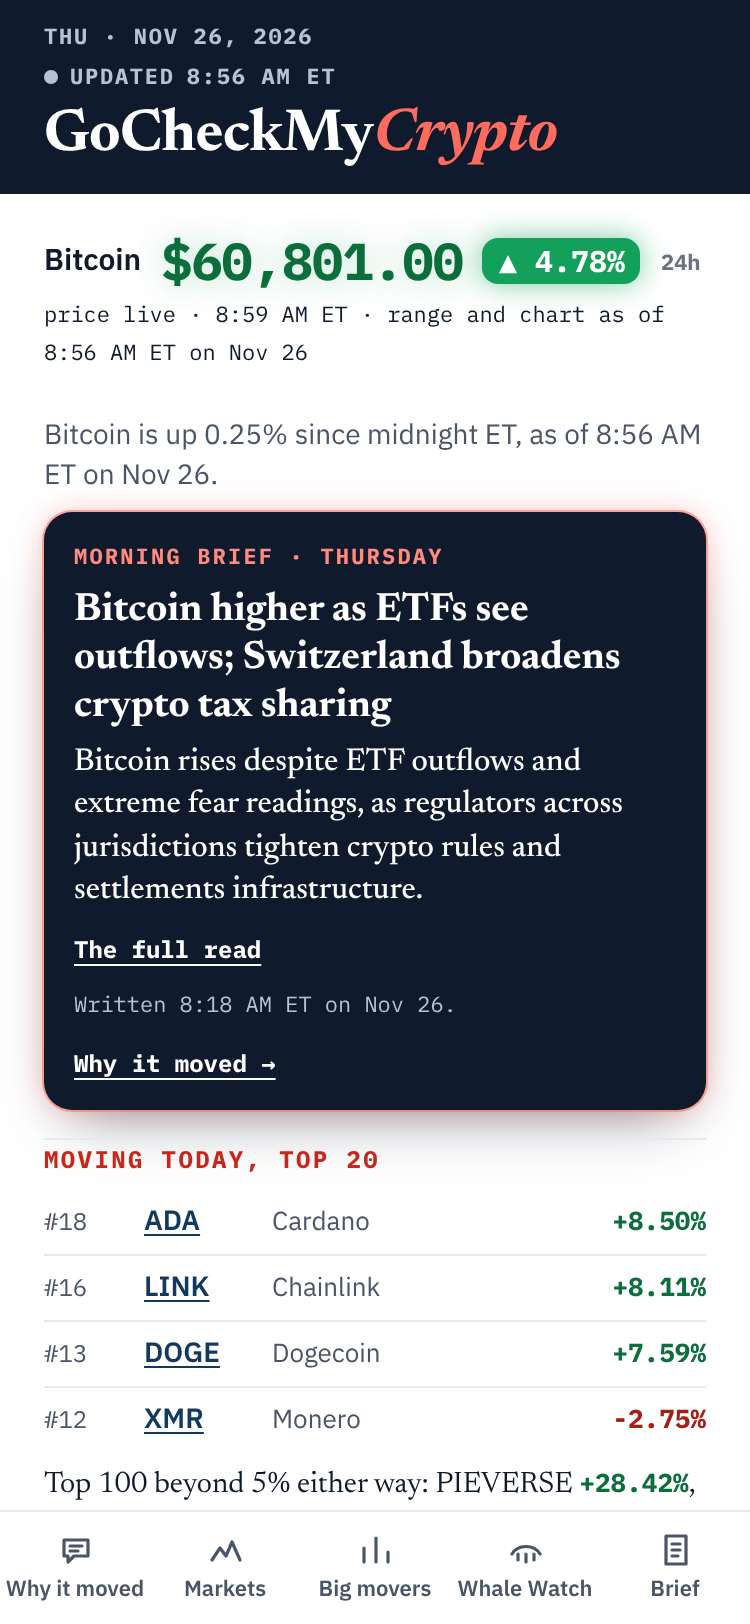 THU · NOV 26, 2026
UPDATED 8:56 AM ET
GoCheckMyCrypto
Bitcoin $60,801.00 ▲ 4.78% 24h
price live · 8:59 AM ET · range and chart as of
8:56 AM ET on Nov 26
Bitcoin is up 0.25% since midnight ET, as of 8:56 AM
ET on Nov 26.
MORNING BRIEF · THURSDAY
Bitcoin higher as ETFs see
outflows; Switzerland broadens
crypto tax sharing
Bitcoin rises despite ETF outflows and
extreme fear readings, as regulators across
jurisdictions tighten crypto rules and
settlements infrastructure.
The full read
Written 8:18 AM ET on Nov 26.
Why it moved →
MOVING TODAY, TOP 20
#18 ADA Cardano +8.50%
#16 LINK Chainlink +8.11%
#13 DOGE Dogecoin +7.59%
#12 XMR Monero -2.75%
Top 100 beyond 5% either way: PIEVERSE +28.42%,
Why it moved Markets Big movers Whale Watch Brief